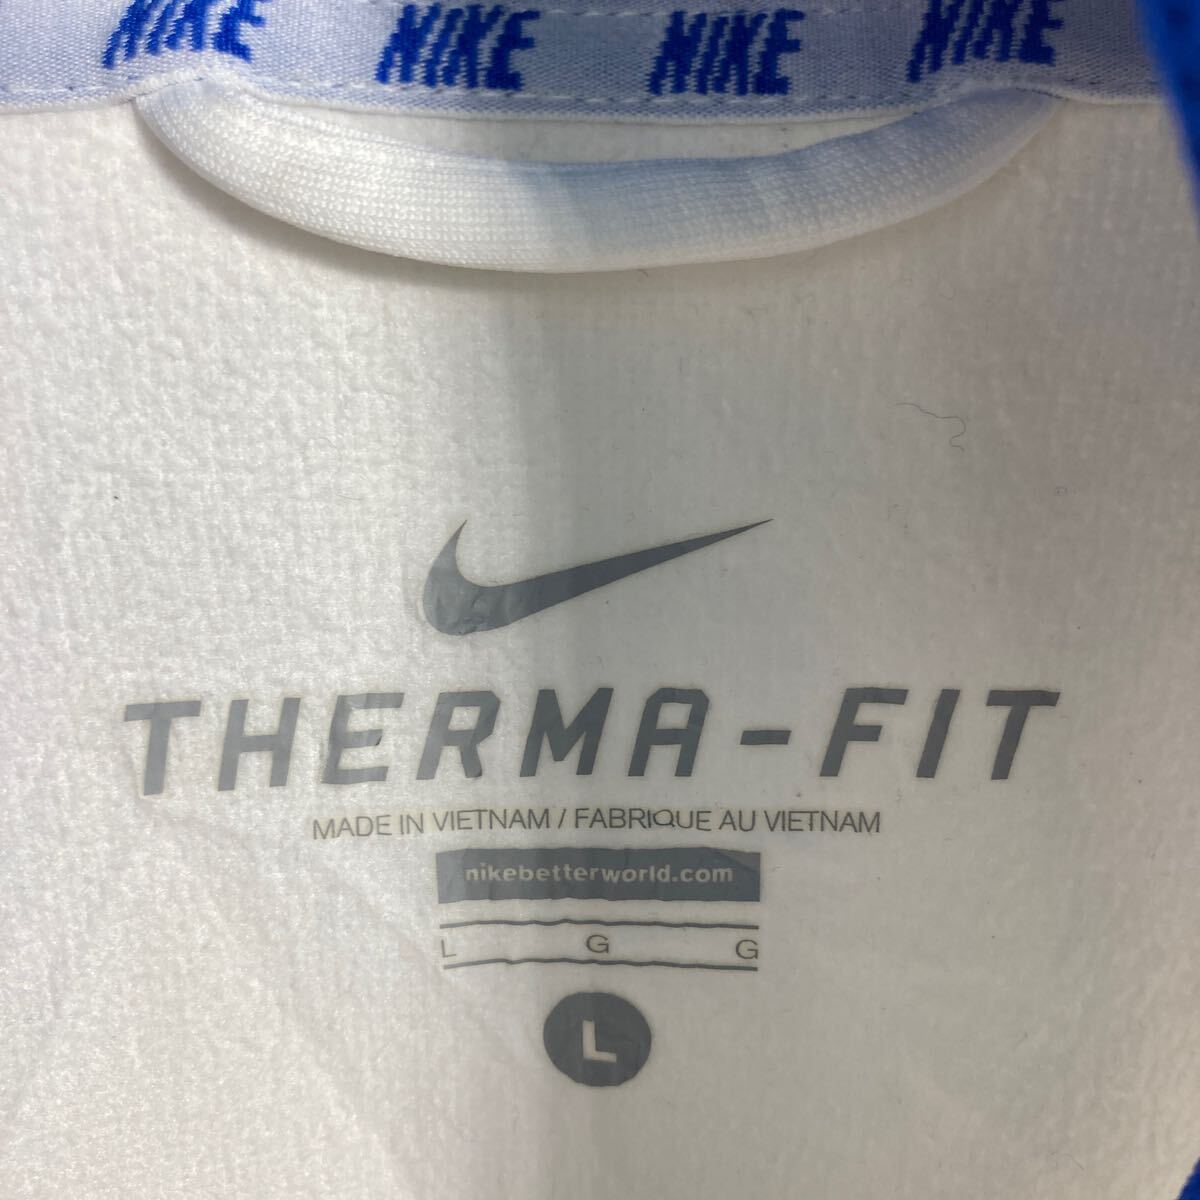 NIKE NIKE NIKE NIKE
THERMA-FIT
MADE IN VIETNAM / FABRIQUE AU VIETNAM
nikebetterworld.com
L G G
L